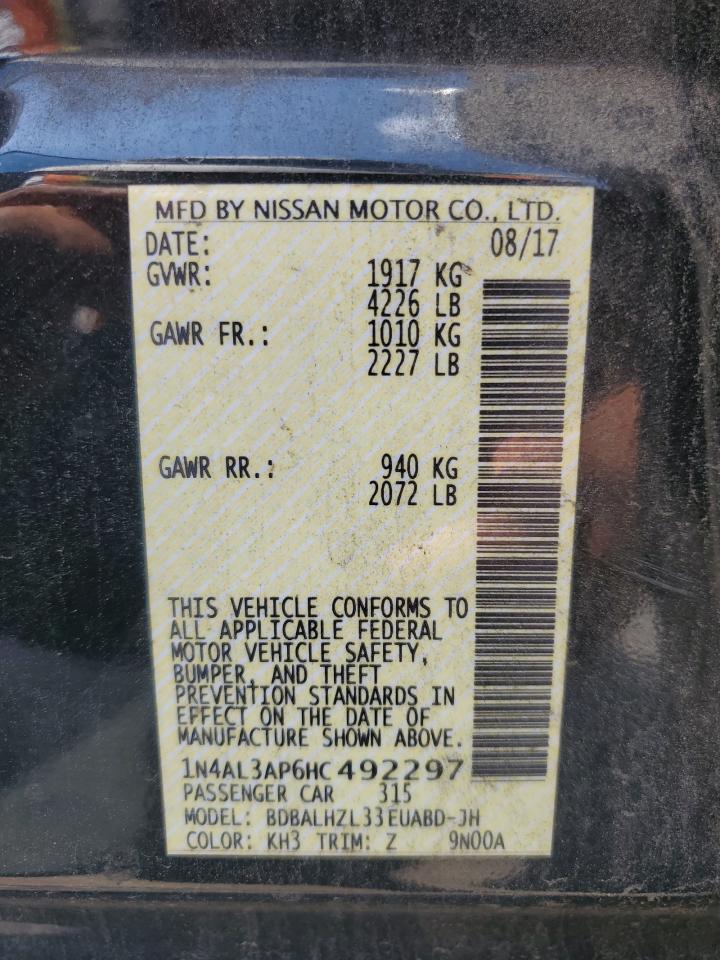 MFD BY NISSAN MOTOR CO., LTD.
DATE: 08/17
GVWR: 1917 KG
4226 LB
GAWR FR.: 1010 KG
2227 LB
GAWR RR.: 940 KG
2072 LB
THIS VEHICLE CONFORMS TO
ALL APPLICABLE FEDERAL
MOTOR VEHICLE SAFETY,
BUMPER, AND THEFT
PREVENTION STANDARDS IN
EFFECT ON THE DATE OF
MANUFACTURE SHOWN ABOVE.
1N4AL3AP6HC492297
PASSENGER CAR 315
MODEL: BDBALHZL33EUABD-JH
COLOR: KH3 TRIM: Z 9N00A